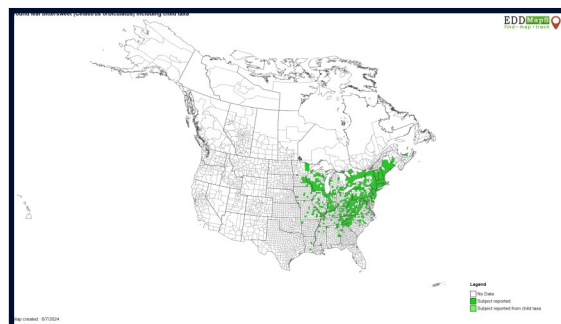 round leaf bittersweet (Celastrus orbiculatus) including child taxa
EDDMapS
find • map • track
Legend
No Data
Subject reported
Subject reported from child taxa
Map created : 6/7/2024